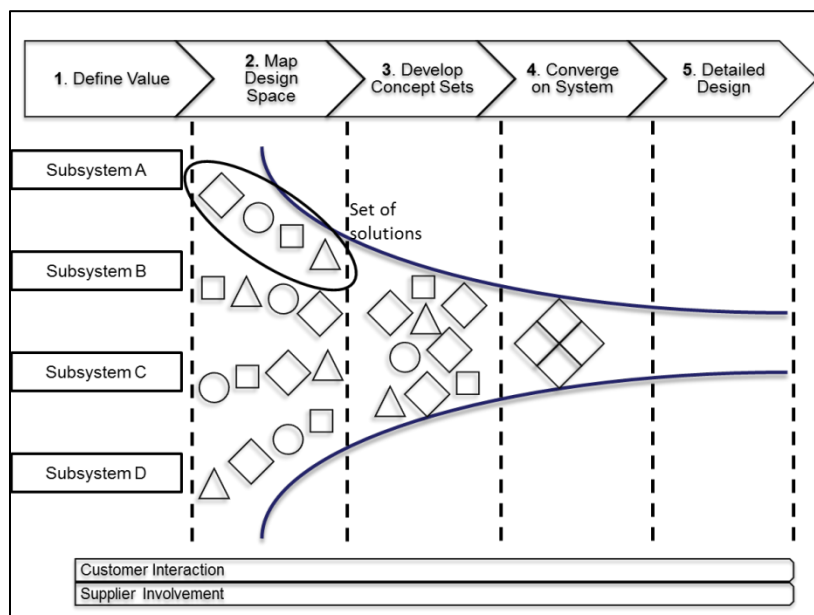 1. Define Value
2. Map
Design
Space
3. Develop
Concept Sets
4. Converge
on System
5. Detailed
Design
Subsystem A
Set of
solutions
Subsystem B
Subsystem C
Subsystem D
Customer Interaction
Supplier Involvement